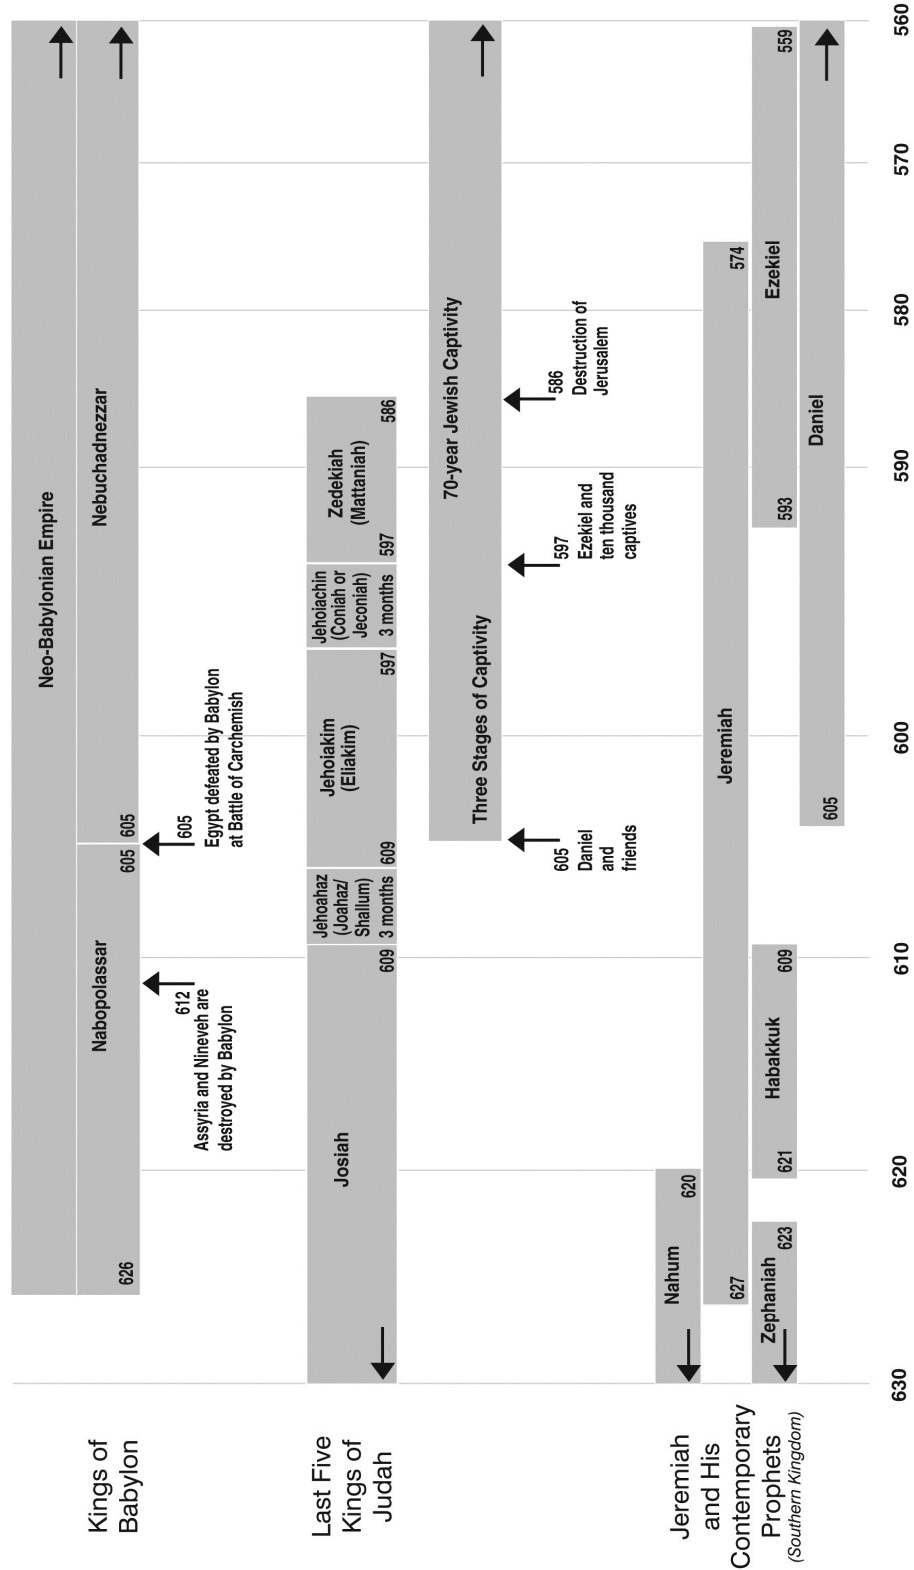 Kings of
Babylon
Neo-Babylonian Empire
626
Nabopolassar
605
605
Nebuchadnezzar
612
Assyria and Nineveh are
destroyed by Babylon
605
Egypt defeated by Babylon
at Battle of Carchemish
Last Five
Kings of
Judah
Josiah
609
Jehoahaz
(Joahaz/
Shallum)
3 months
609
Jehoiakim
(Eliakim)
597
Jehoiachin
(Coniah or
Jeconiah)
3 months
597
Zedekiah
(Mattaniah)
586
70-year Jewish Captivity
Three Stages of Captivity
605
Daniel
and
friends
597
Ezekiel and
ten thousand
captives
586
Destruction of
Jerusalem
Jeremiah
and His
Contemporary
Prophets
(Southern Kingdom)
Nahum
620
627
Jeremiah
574
Zephaniah
623
621
Habakkuk
609
593
Ezekiel
559
605
Daniel
630
620
610
600
590
580
570
560